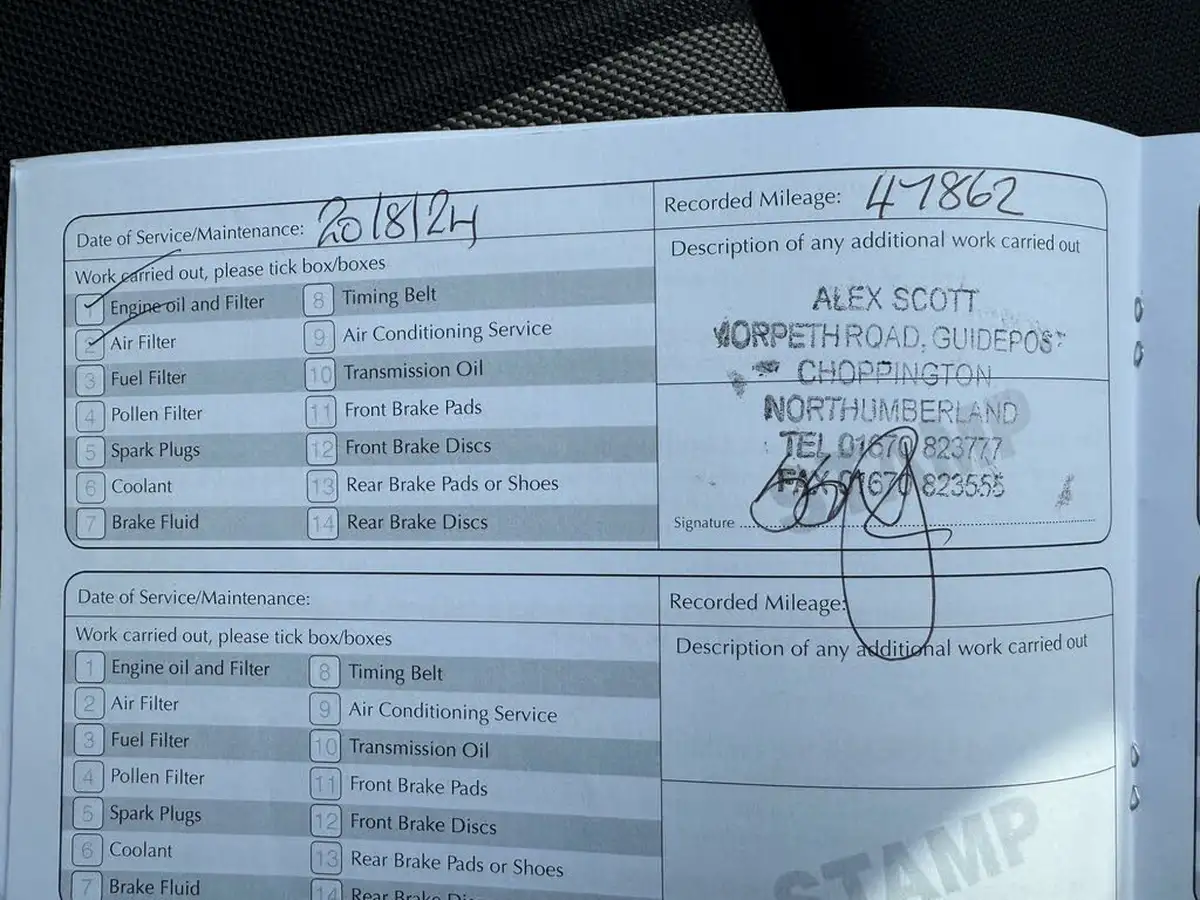 Date of Service/Maintenance: 20/8/24
Recorded Mileage: 47862
Work carried out, please tick box/boxes
1 Engine oil and Filter
2 Air Filter
3 Fuel Filter
4 Pollen Filter
5 Spark Plugs
6 Coolant
7 Brake Fluid
8 Timing Belt
9 Air Conditioning Service
10 Transmission Oil
11 Front Brake Pads
12 Front Brake Discs
13 Rear Brake Pads or Shoes
14 Rear Brake Discs
Description of any additional work carried out
ALEX SCOTT
MORPETH ROAD, GUIDEPOST
CHOPPINGTON
NORTHUMBERLAND
TEL 01670 823777
FAX 01670 823555
STAMP
Signature
Date of Service/Maintenance:
Recorded Mileage:
Work carried out, please tick box/boxes
1 Engine oil and Filter
2 Air Filter
3 Fuel Filter
4 Pollen Filter
5 Spark Plugs
6 Coolant
7 Brake Fluid
8 Timing Belt
9 Air Conditioning Service
10 Transmission Oil
11 Front Brake Pads
12 Front Brake Discs
13 Rear Brake Pads or Shoes
14 Rear Brake Discs
Description of any additional work carried out
STAMP